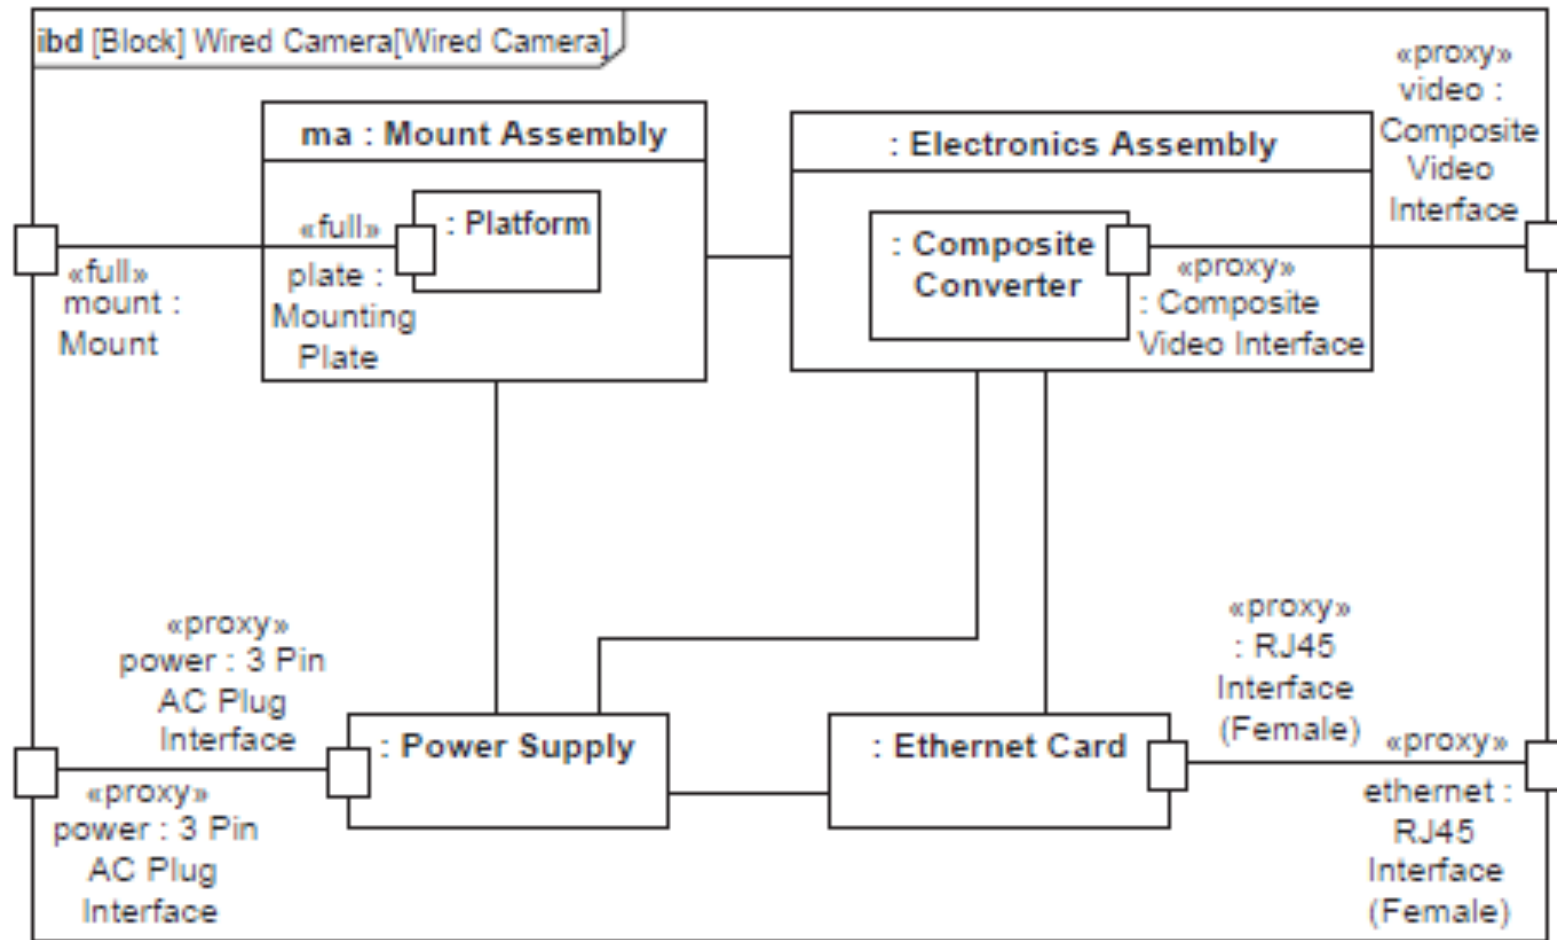 ibd [Block] Wired Camera[Wired Camera]
«proxy»
video :
Composite
Video
Interface
ma : Mount Assembly
: Electronics Assembly
«full»
: Platform
plate :
Mounting
Plate
«full»
mount :
Mount
: Composite
Converter
«proxy»
: Composite
Video Interface
«proxy»
power : 3 Pin
AC Plug
Interface
: Power Supply
«proxy»
power : 3 Pin
AC Plug
Interface
: Ethernet Card
«proxy»
: RJ45
Interface
(Female)
«proxy»
ethernet :
RJ45
Interface
(Female)